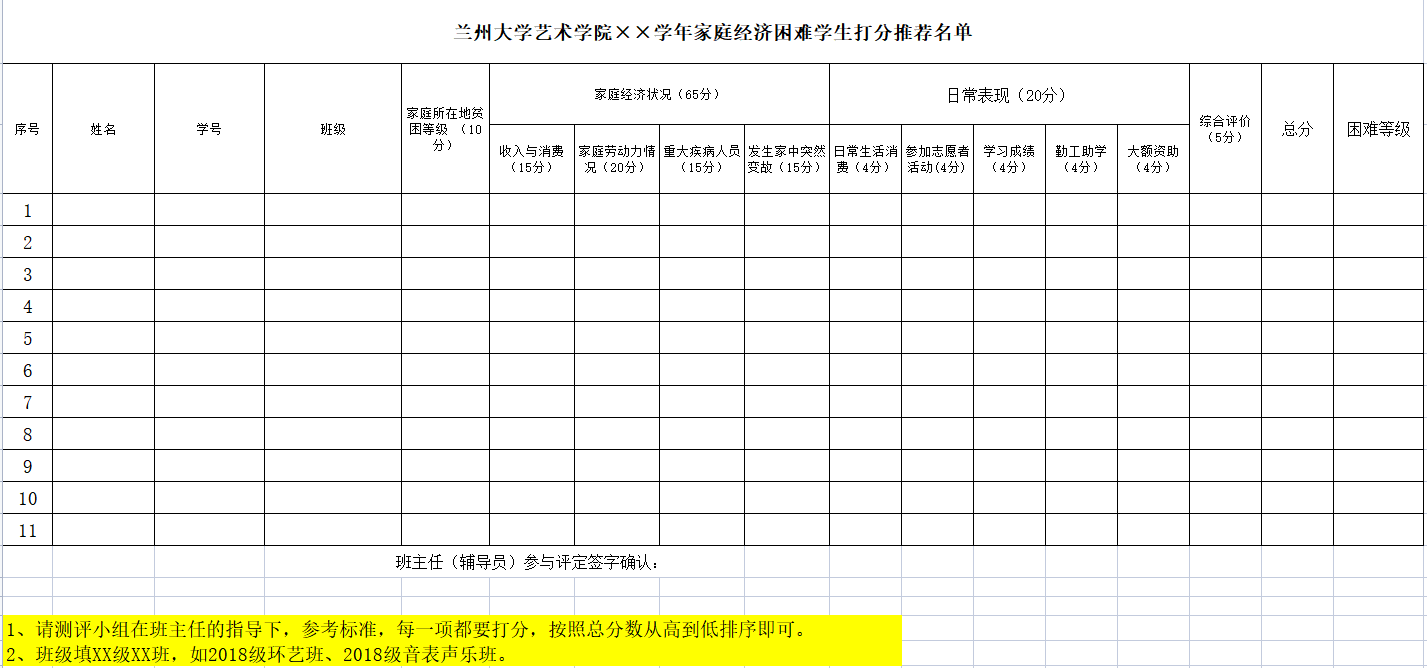 兰州大学艺术学院××学年家庭经济困难学生打分推荐名单
序号
姓名
学号
班级
家庭所在地贫
困等级 （10
分）
家庭经济状况（65分）
收入与消费
（15分）
家庭劳动力情
况（20分）
重大疾病人员
（15分）
发生家中突然
变故（15分）
日常表现（20分）
日常生活消
费（4分）
参加志愿者
活动(4分)
学习成绩
（4分）
勤工助学
（4分）
大额资助
（4分）
综合评价
（5分）
总分
困难等级
1
2
3
4
5
6
7
8
9
10
11
班主任（辅导员）参与评定签字确认：
1、请测评小组在班主任的指导下，参考标准，每一项都要打分，按照总分数从高到低排序即可。
2、班级填XX级XX班，如2018级环艺班、2018级音表声乐班。